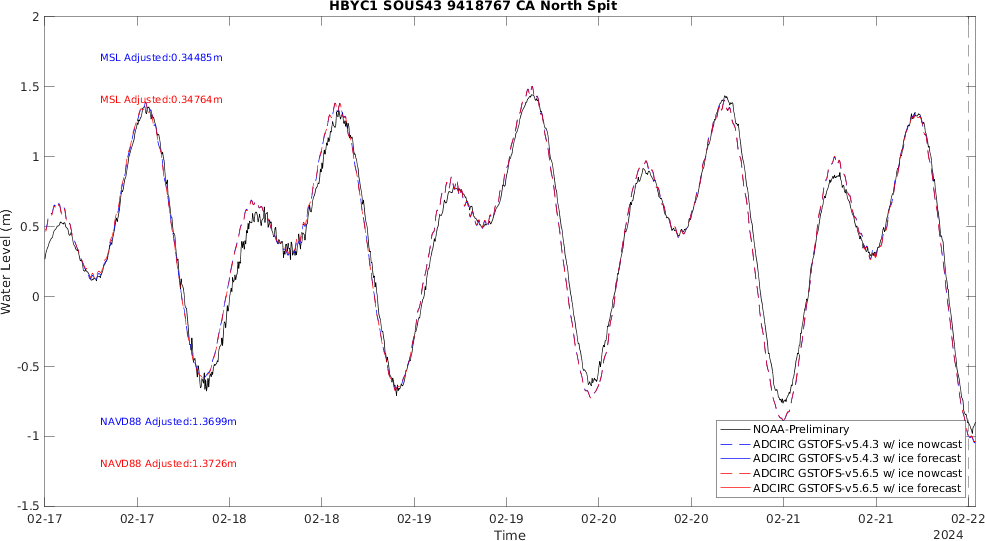 HBYC1 SOUS43 9418767 CA North Spit
2
1.5
1
0.5
0
-0.5
-1
-1.5
Water Level (m)
MSL Adjusted:0.34485m
MSL Adjusted:0.34764m
NAVD88 Adjusted:1.3699m
NAVD88 Adjusted:1.3726m
NOAA-Preliminary
ADCIRC GSTOFS-v5.4.3 w/ ice nowcast
ADCIRC GSTOFS-v5.4.3 w/ ice forecast
ADCIRC GSTOFS-v5.6.5 w/ ice nowcast
ADCIRC GSTOFS-v5.6.5 w/ ice forecast
02-17 02-17 02-18 02-18 02-19 02-19 02-20 02-20 02-21 02-21 02-22
Time
2024